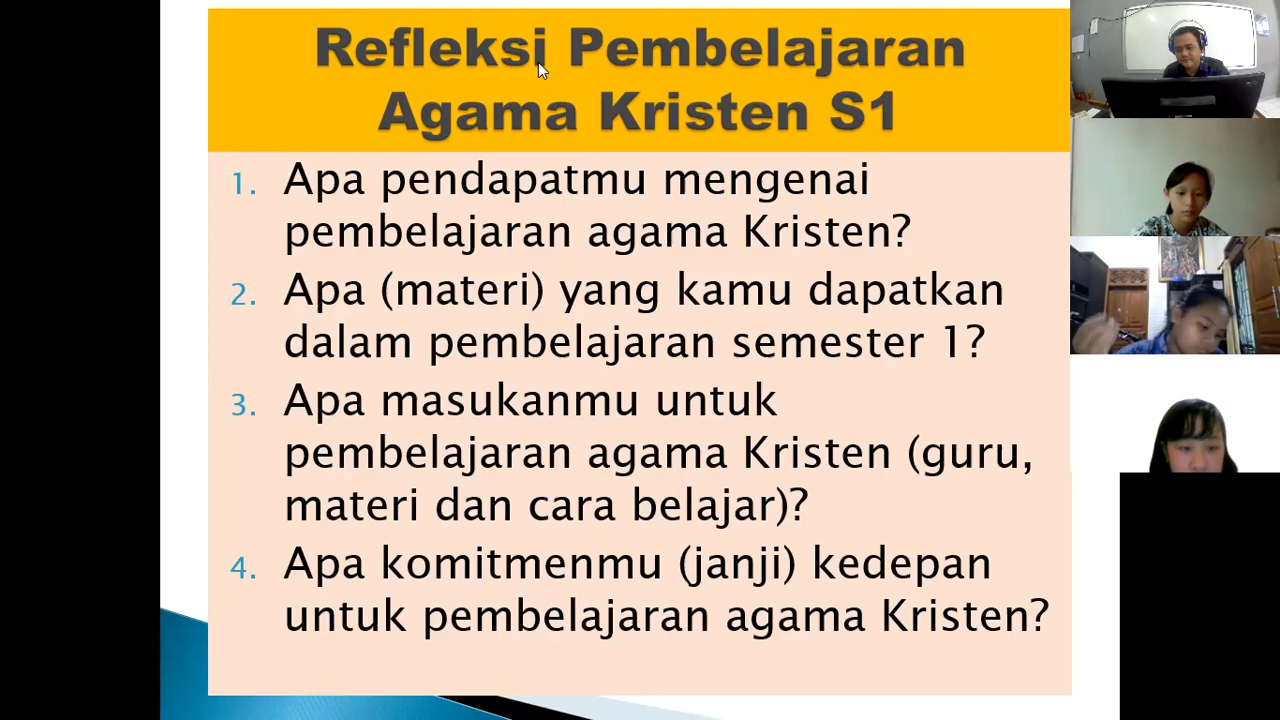 Refleksi Pembelajaran
Agama Kristen S1
1. Apa pendapatmu mengenai
pembelajaran agama Kristen?
2. Apa (materi) yang kamu dapatkan
dalam pembelajaran semester 1?
3. Apa masukanmu untuk
pembelajaran agama Kristen (guru,
materi dan cara belajar)?
4. Apa komitmenmu (janji) kedepan
untuk pembelajaran agama Kristen?